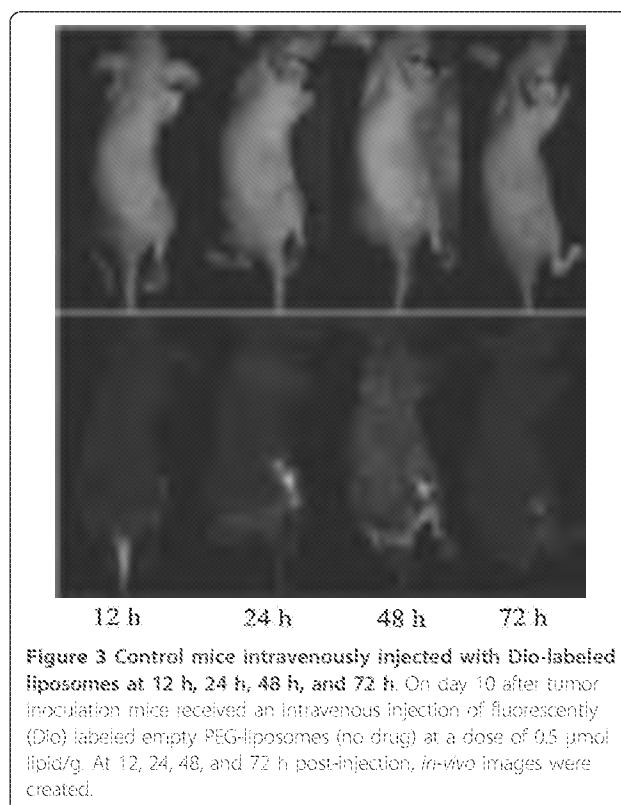 12 h 24 h 48 h 72 h
Figure 3 Control mice intravenously injected with Dio-labeled
liposomes at 12 h, 24 h, 48 h, and 72 h. On day 10 after tumor
inoculation mice received an intravenous injection of fluorescently
(Dio) labeled empty PEG-liposomes (no drug) at a dose of 0.5 μmol
lipid/g. At 12, 24, 48, and 72 h post-injection, in-vivo images were
created.